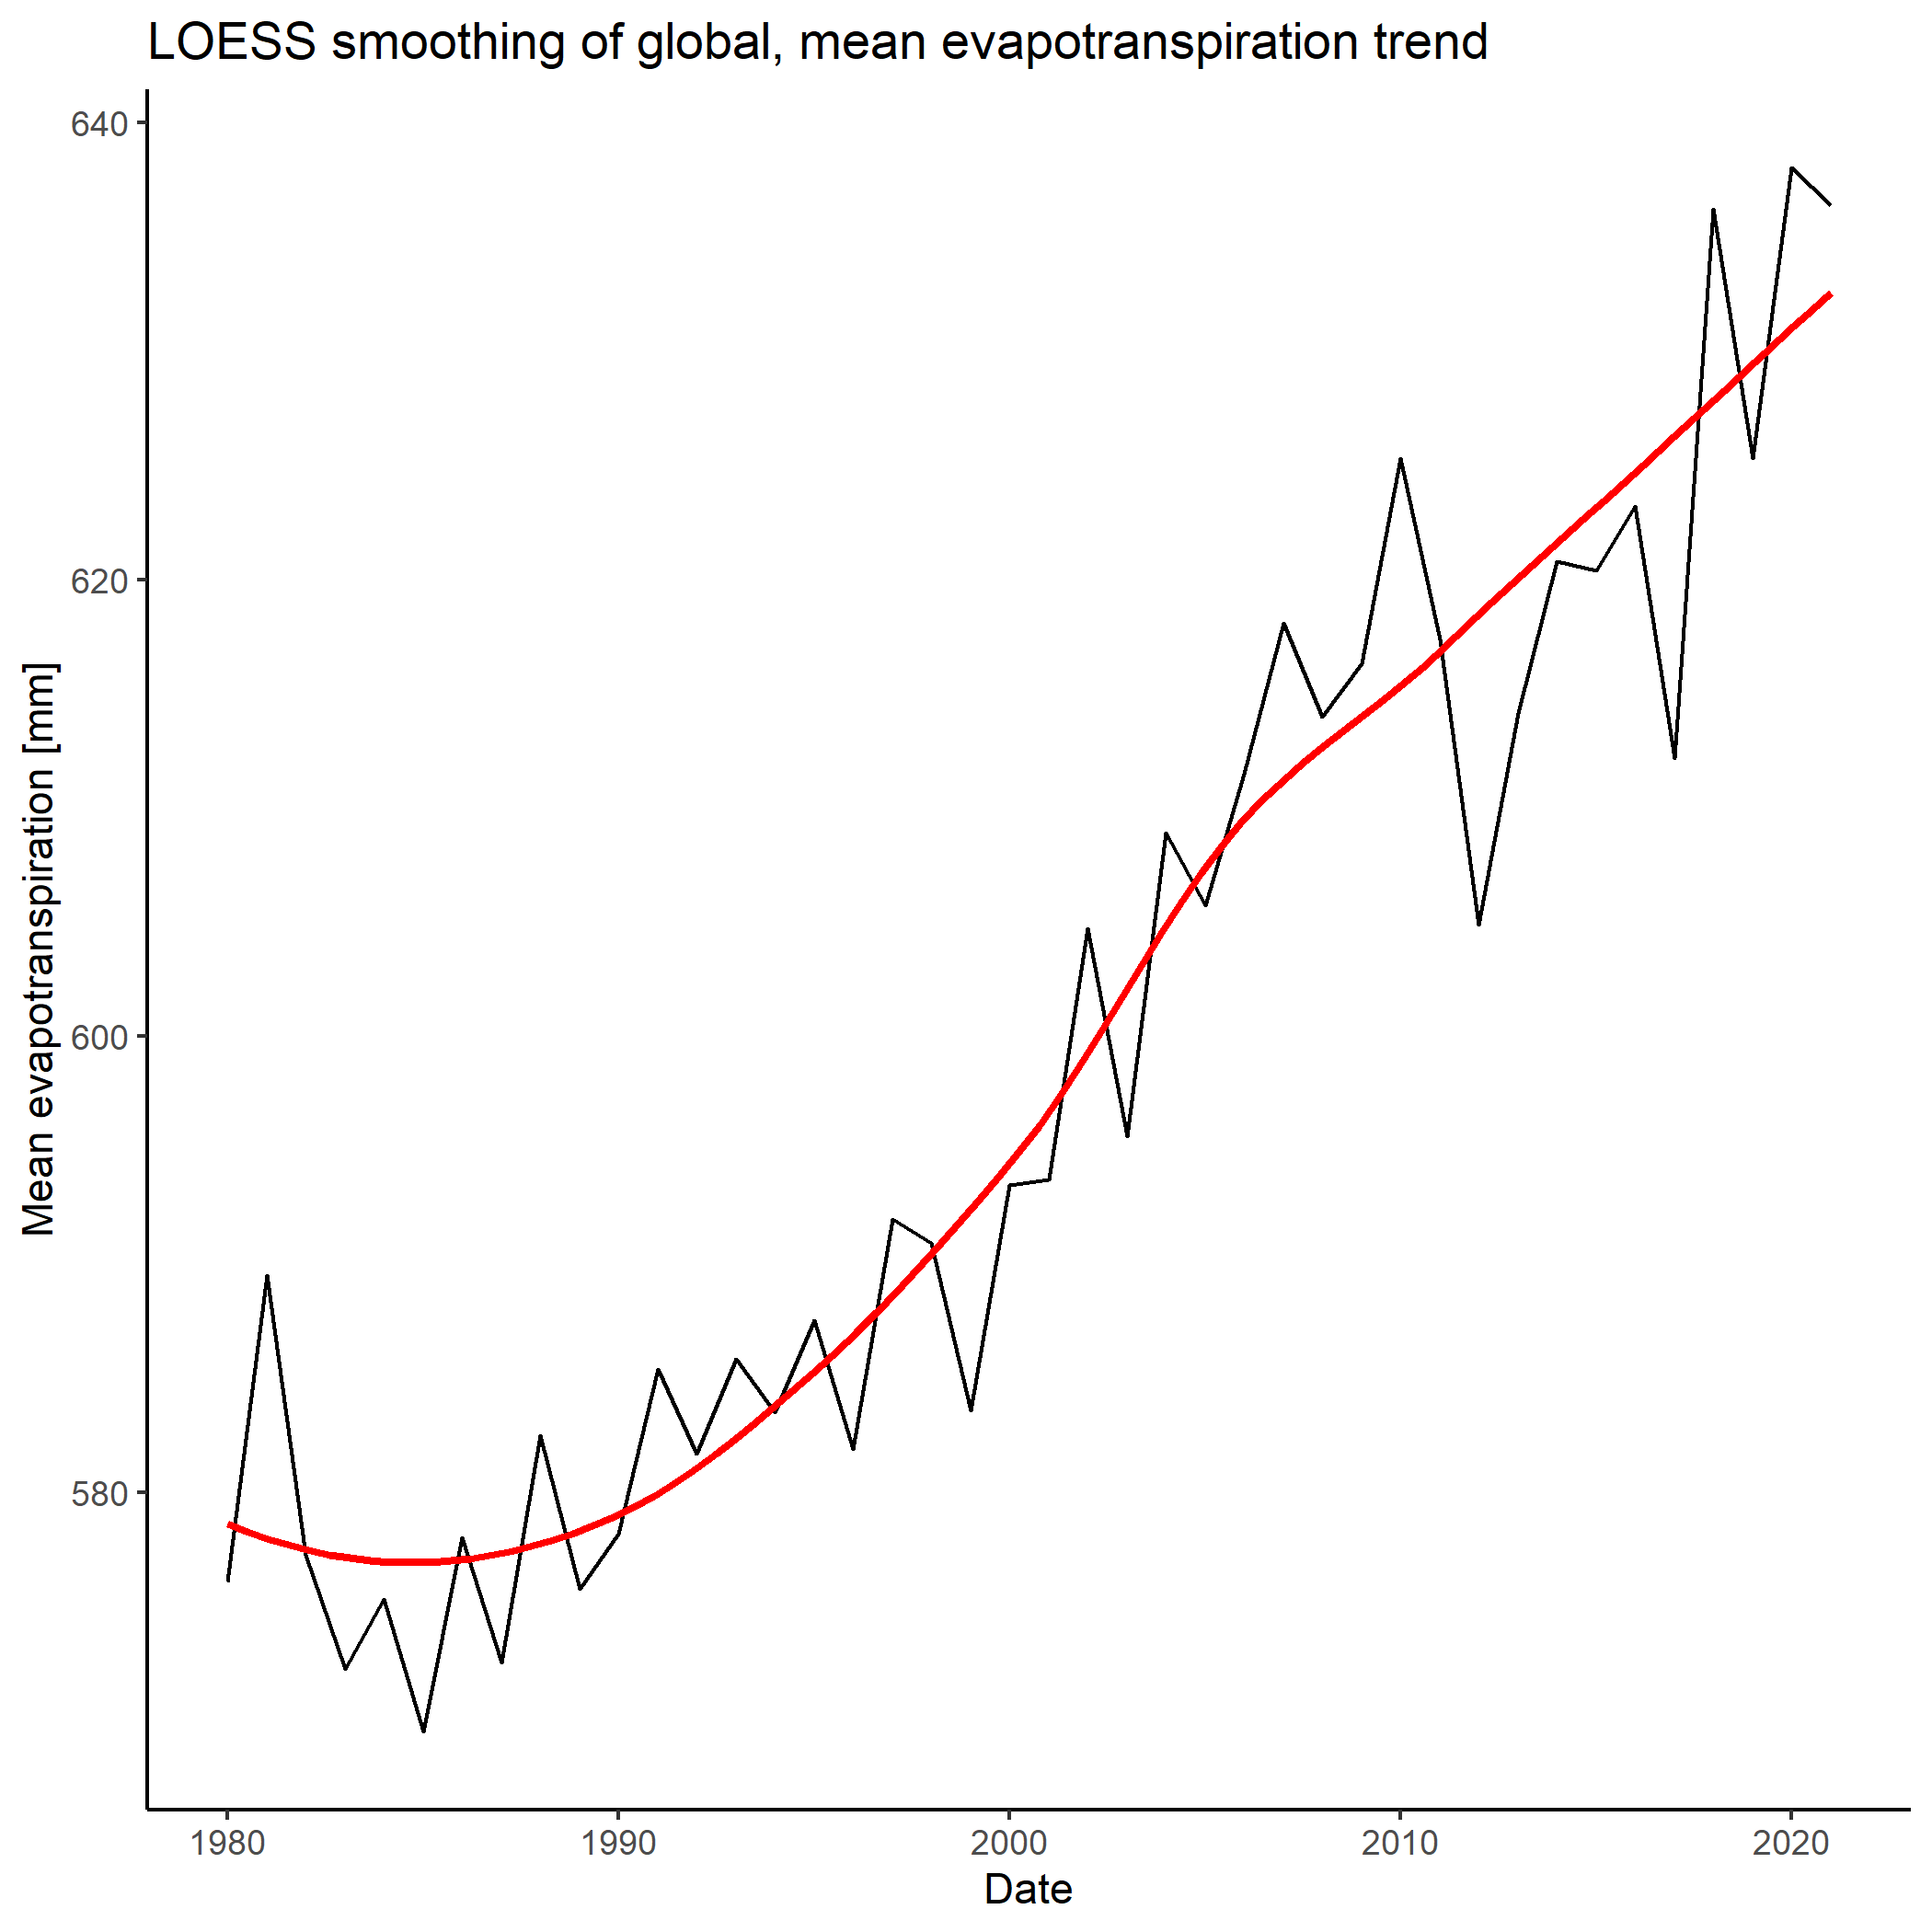 LOESS smoothing of global, mean evapotranspiration trend
Mean evapotranspiration [mm]
640
620
600
580
1980 1990 2000 2010 2020
Date